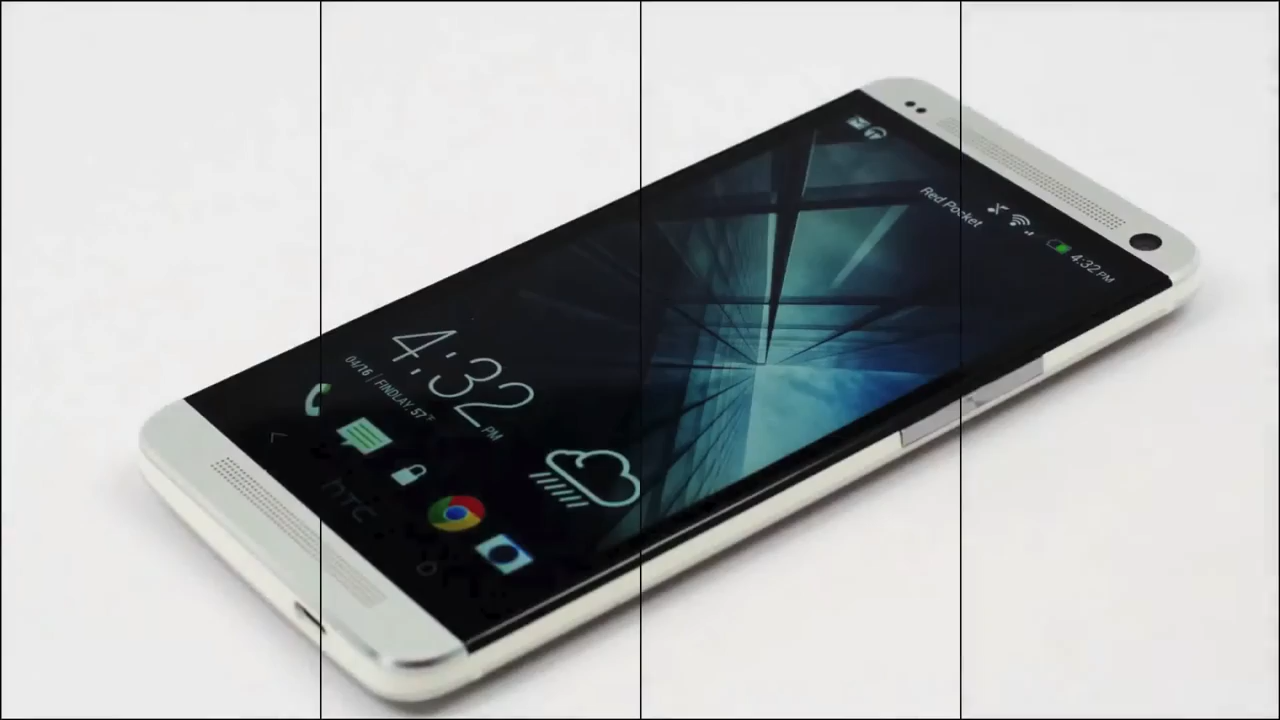 Red Pocket
4:32 PM
4:32 PM
04/16 | FINDLAY, 57°F
hTC